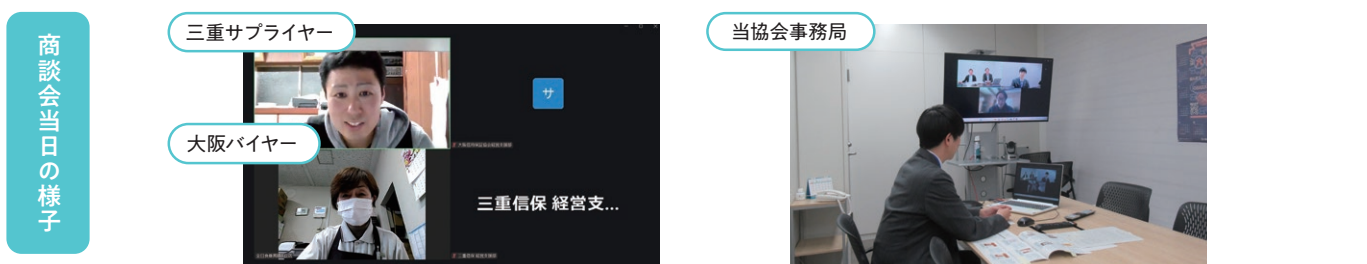 商談会当日の様子
三重サプライヤー
大阪バイヤー
サ
三重信保 経営支...
当協会事務局